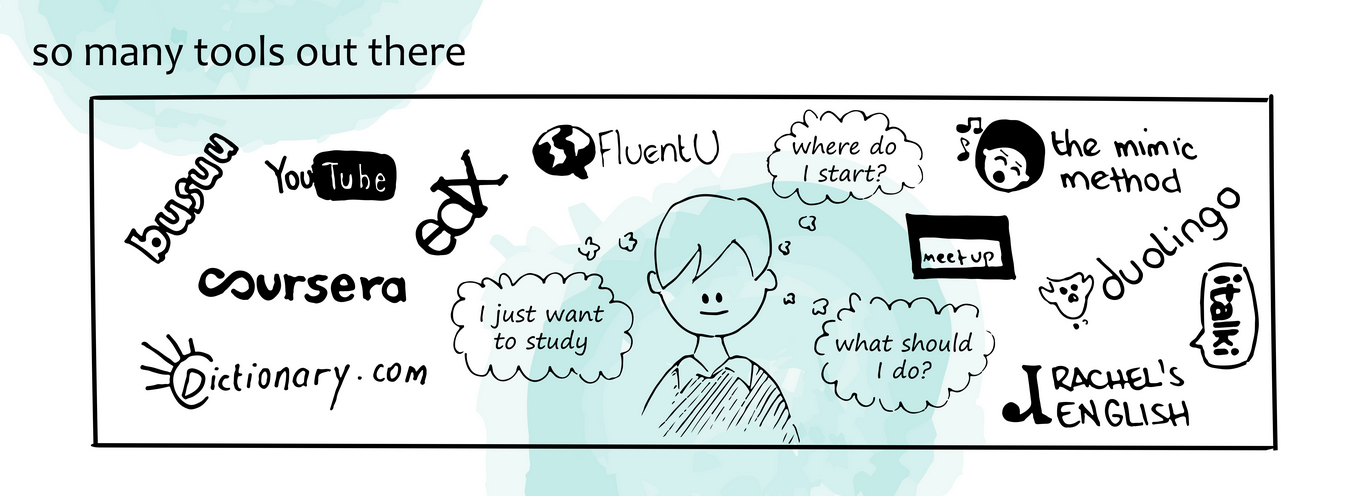 so many tools out there
busuu
YouTube
edX
FluentU
where do
I start?
the mimic
method
coursera
I just want
to study
meetup
duolingo
italki
what should
I do?
Dictionary.com
RACHEL'S
ENGLISH